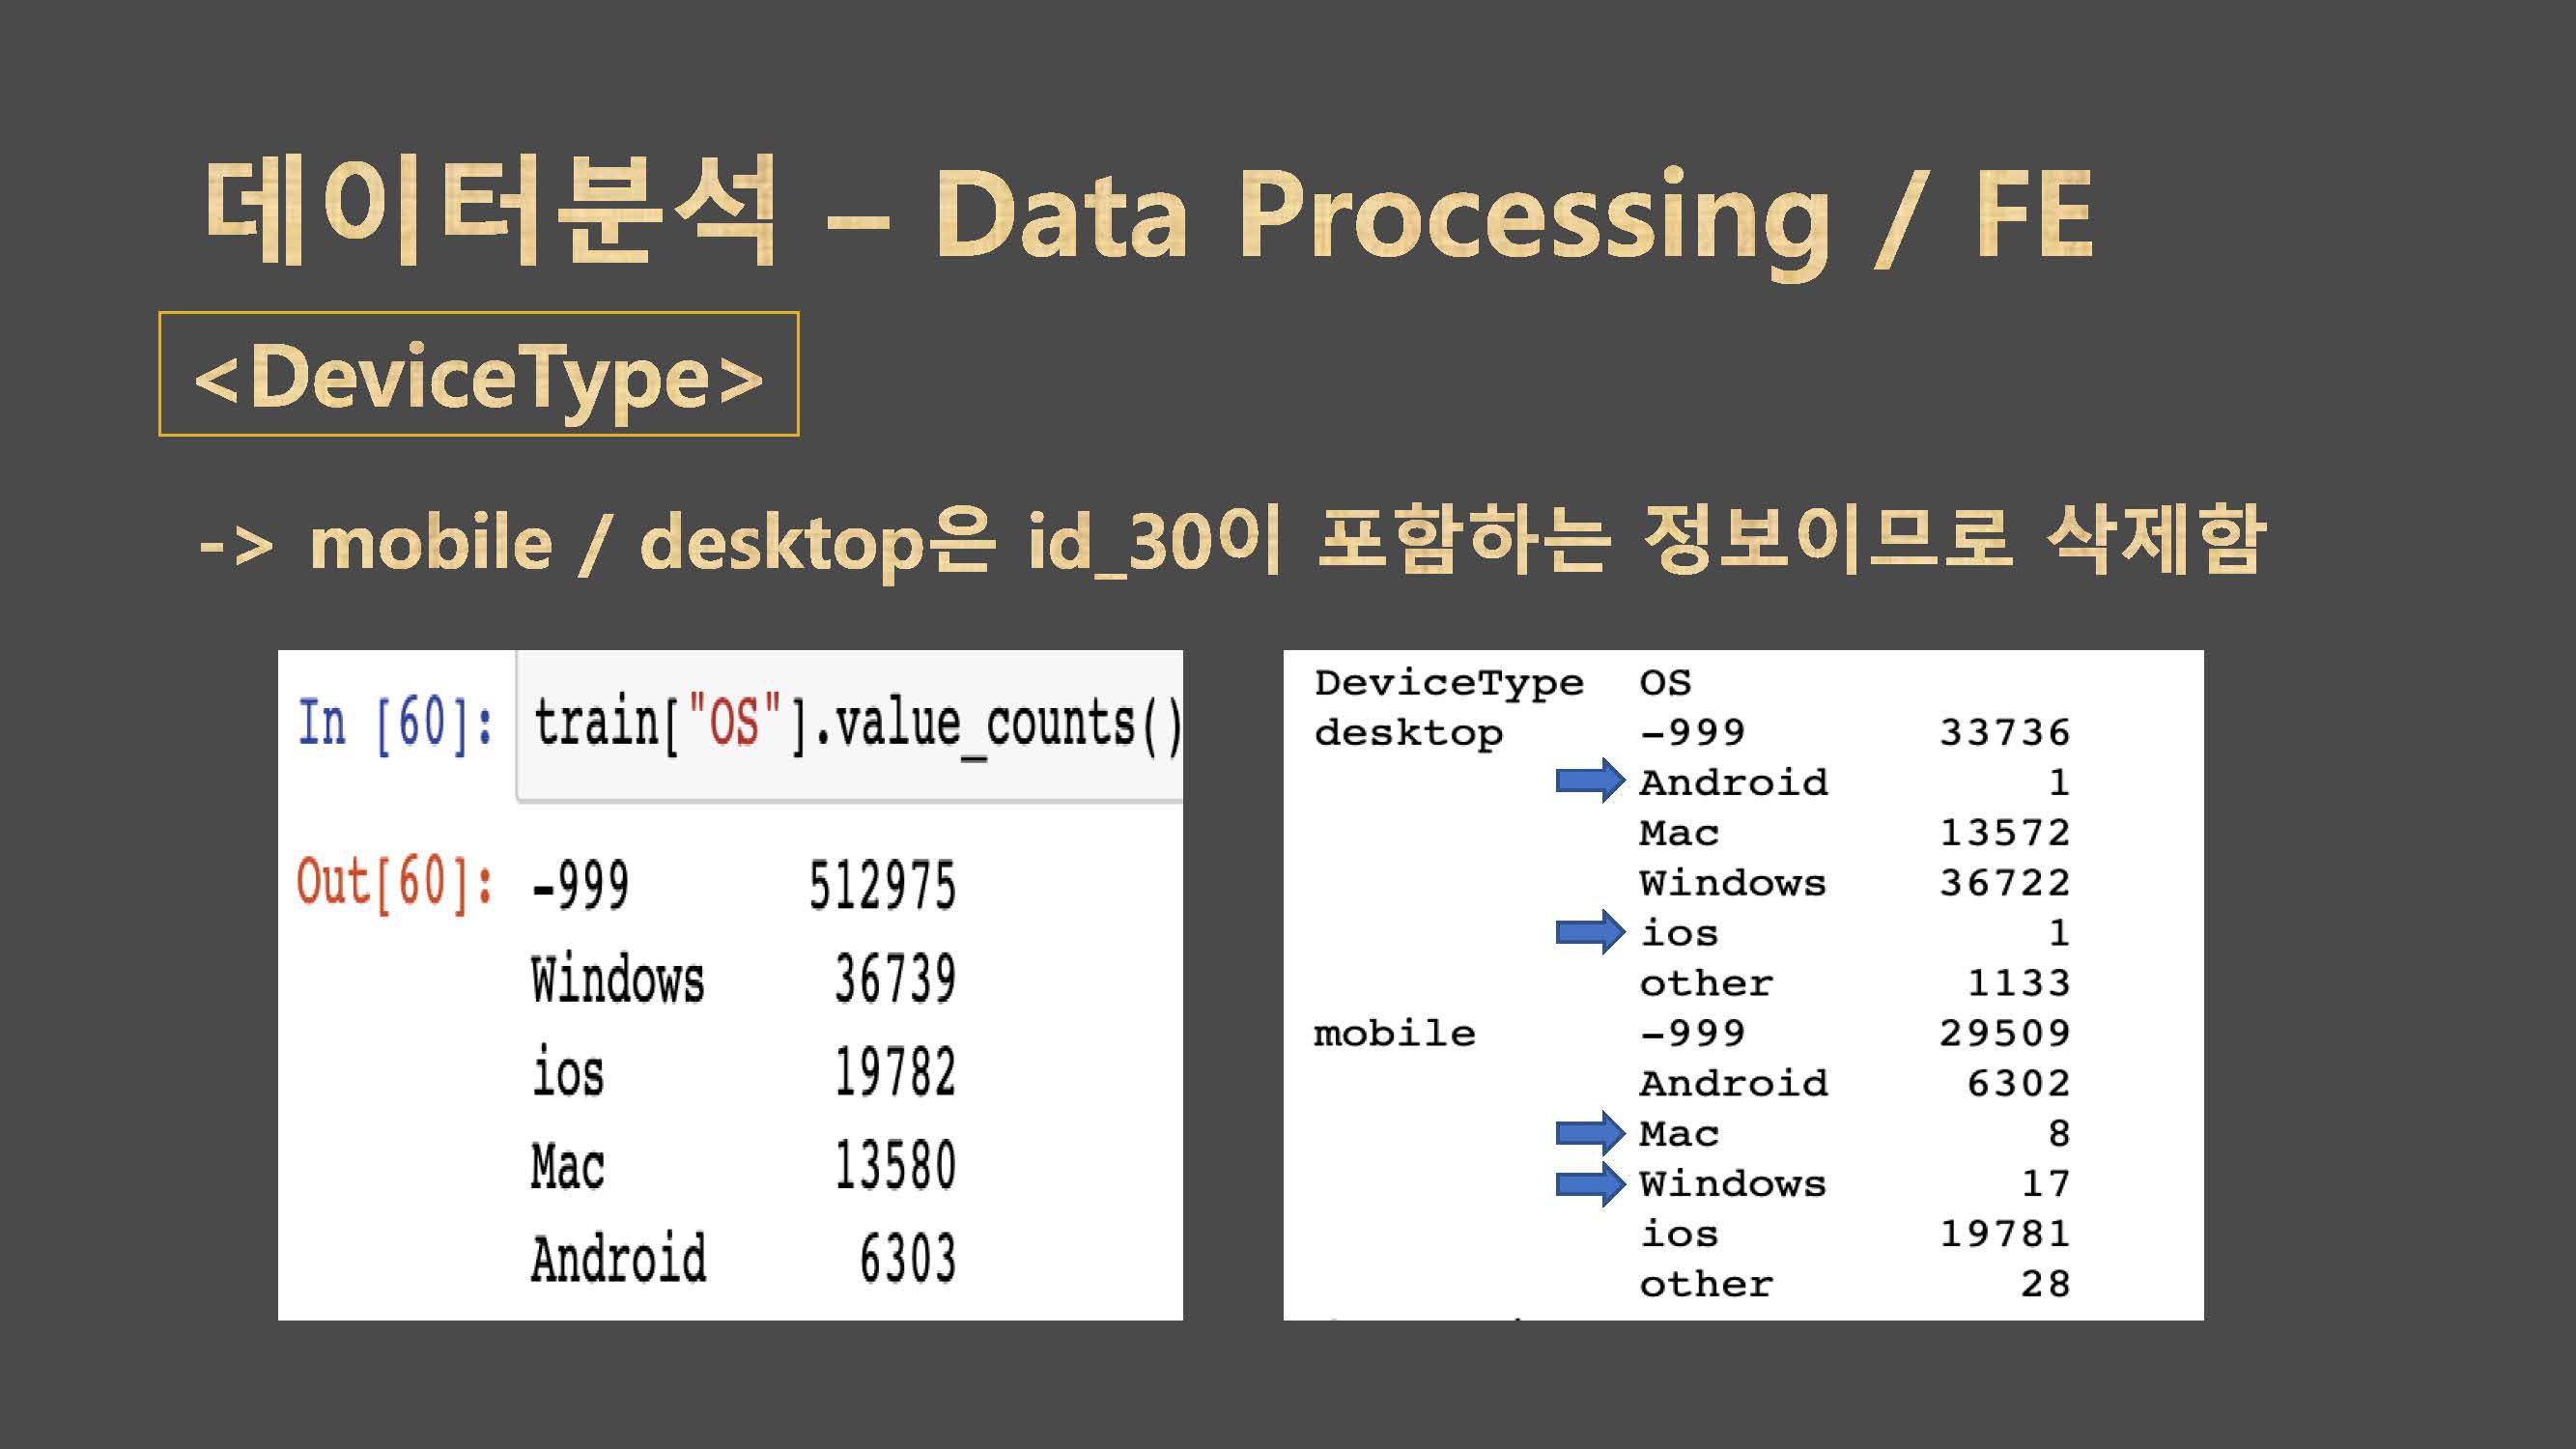 데이터분석 – Data Processing / FE
<DeviceType>
-> mobile / desktop은 id_30이 포함하는 정보이므로 삭제함
In [60]: train["OS"].value_counts()
Out[60]: -999 512975
Windows 36739
ios 19782
Mac 13580
Android 6303
DeviceType OS
desktop -999 33736
Android 1
Mac 13572
Windows 36722
ios 1
other 1133
mobile -999 29509
Android 6302
Mac 8
Windows 17
ios 19781
other 28